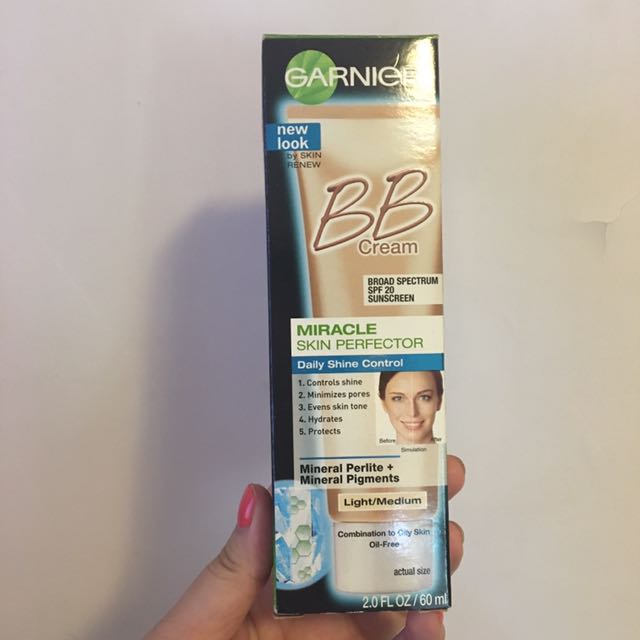 GARNIER
new
look
by SKIN
RENEW
BB
Cream
BROAD SPECTRUM
SPF 20
SUNSCREEN
MIRACLE
SKIN PERFECTOR
Daily Shine Control
1. Controls shine
2. Minimizes pores
3. Evens skin tone
4. Hydrates
5. Protects
Before After
Simulation
Mineral Perlite +
Mineral Pigments
Light/Medium
Combination to Oily Skin
Oil-Free
actual size
2.0 FL OZ/60 ml